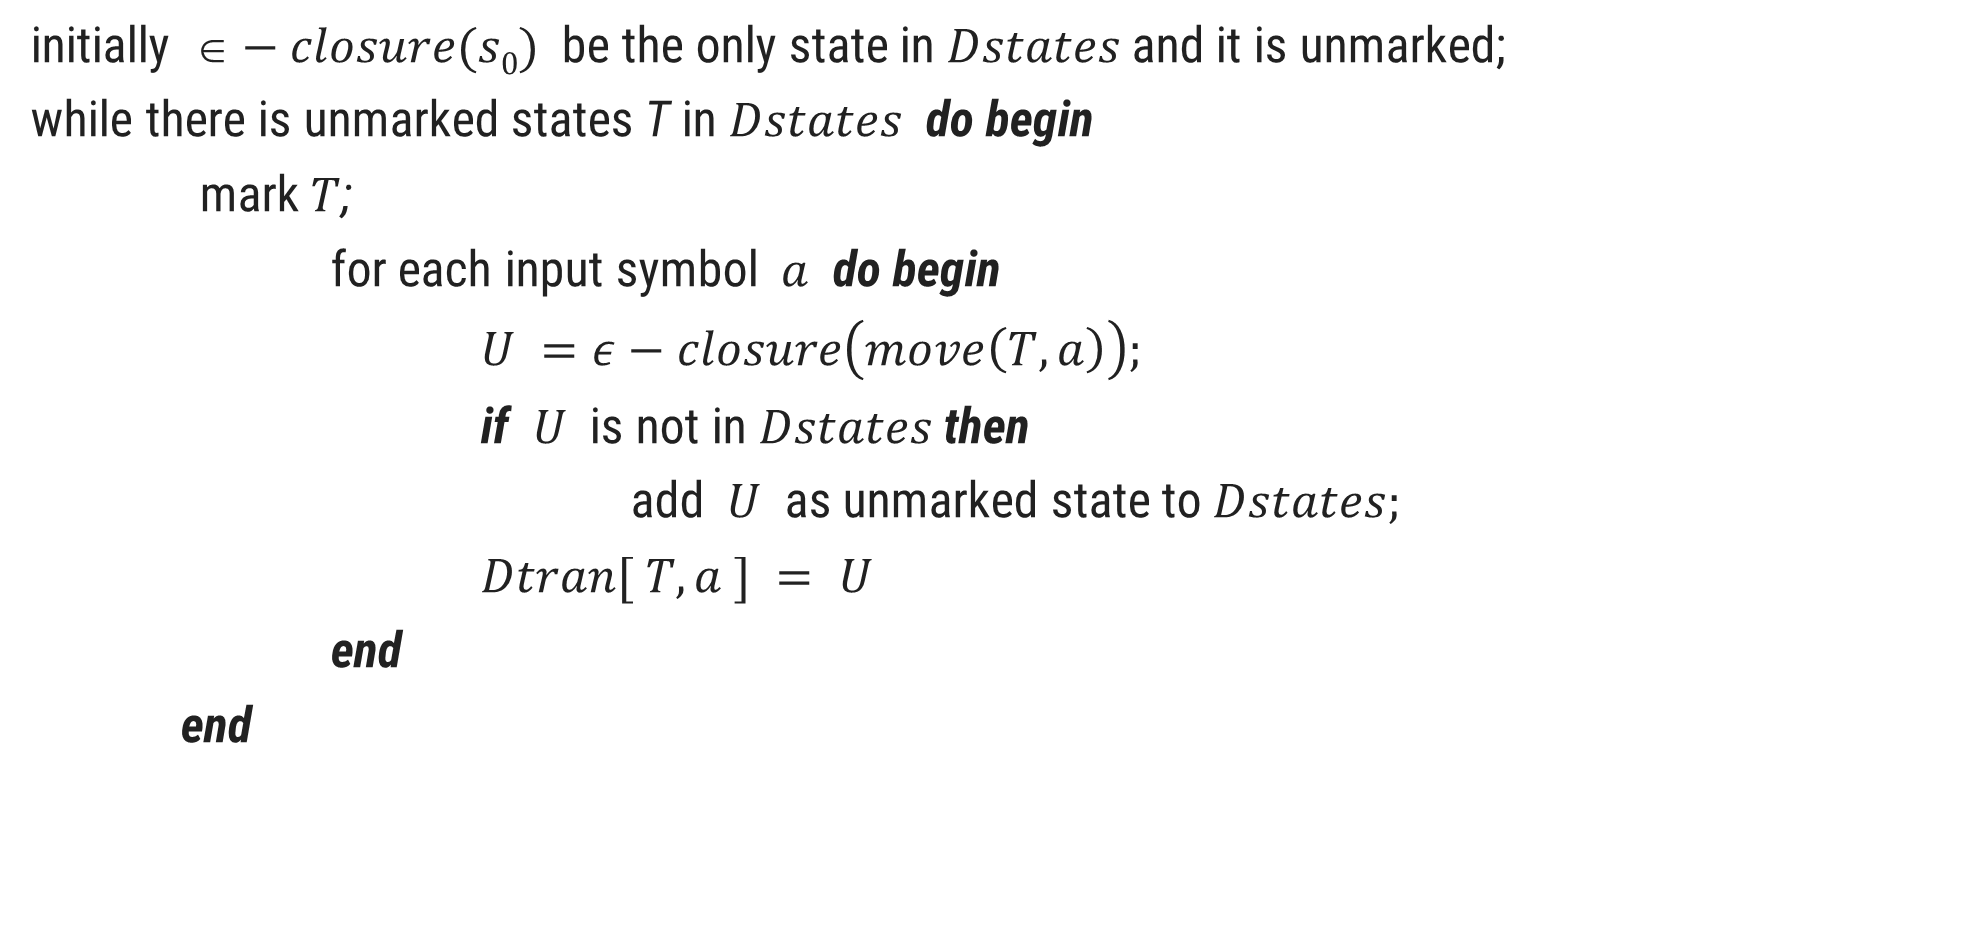 initially ∈ − closure(s₀) be the only state in Dstates and it is unmarked;
while there is unmarked states T in Dstates do begin
mark T;
for each input symbol a do begin
U = ϵ − closure(move(T, a));
if U is not in Dstates then
add U as unmarked state to Dstates;
Dtran[ T, a ] = U
end
end